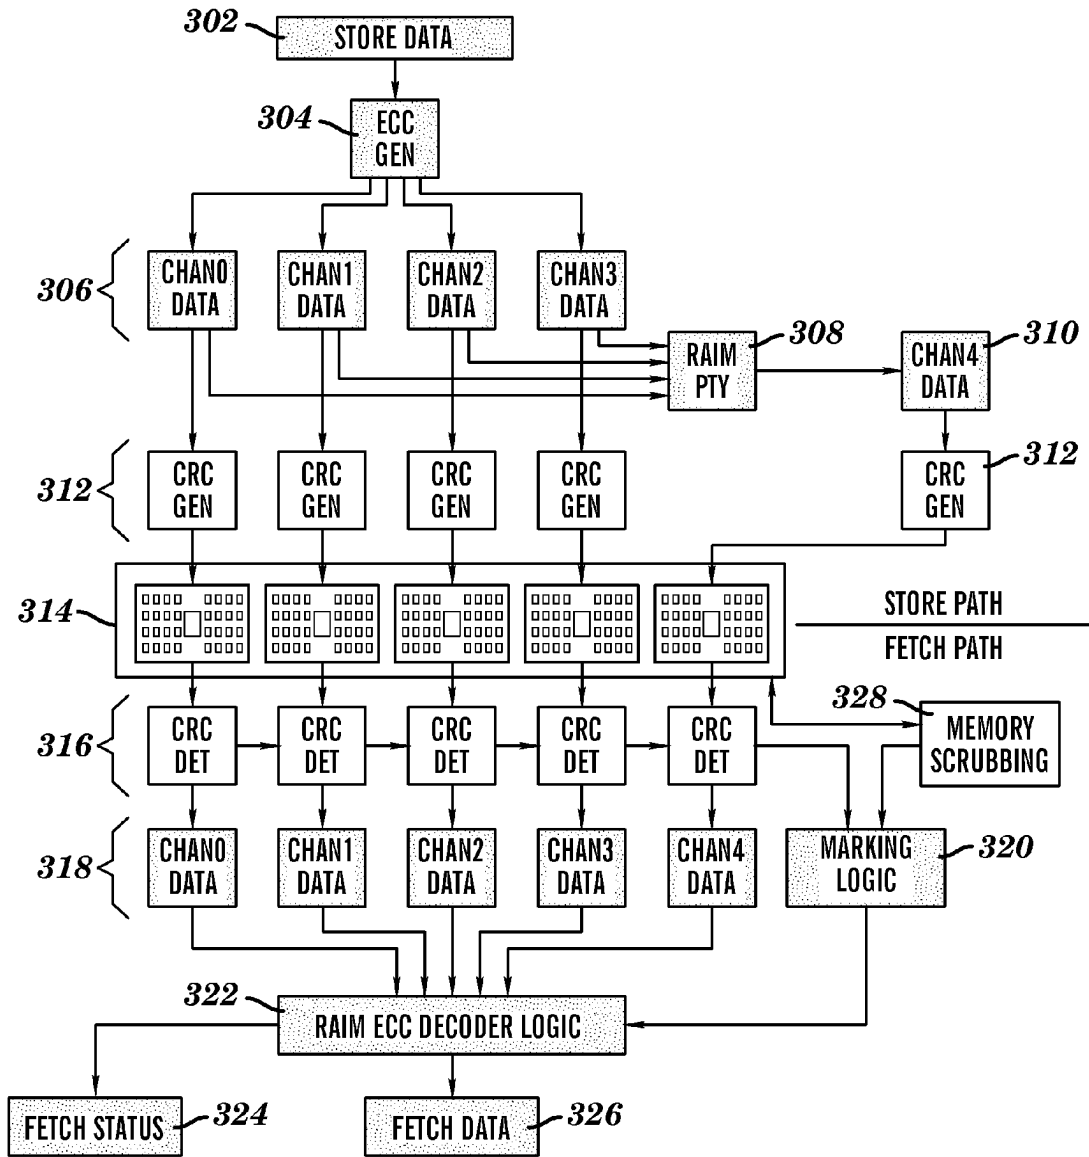 302
STORE DATA
304
ECC
GEN
306
CHAN0
DATA
CHAN1
DATA
CHAN2
DATA
CHAN3
DATA
RAIM
PTY
308
CHAN4
DATA
310
312
CRC
GEN
CRC
GEN
CRC
GEN
CRC
GEN
CRC
GEN
312
314
STORE PATH
FETCH PATH
316
CRC
DET
CRC
DET
CRC
DET
CRC
DET
CRC
DET
328
MEMORY
SCRUBBING
318
CHAN0
DATA
CHAN1
DATA
CHAN2
DATA
CHAN3
DATA
CHAN4
DATA
MARKING
LOGIC
320
322
RAIM ECC DECODER LOGIC
FETCH STATUS
324
FETCH DATA
326